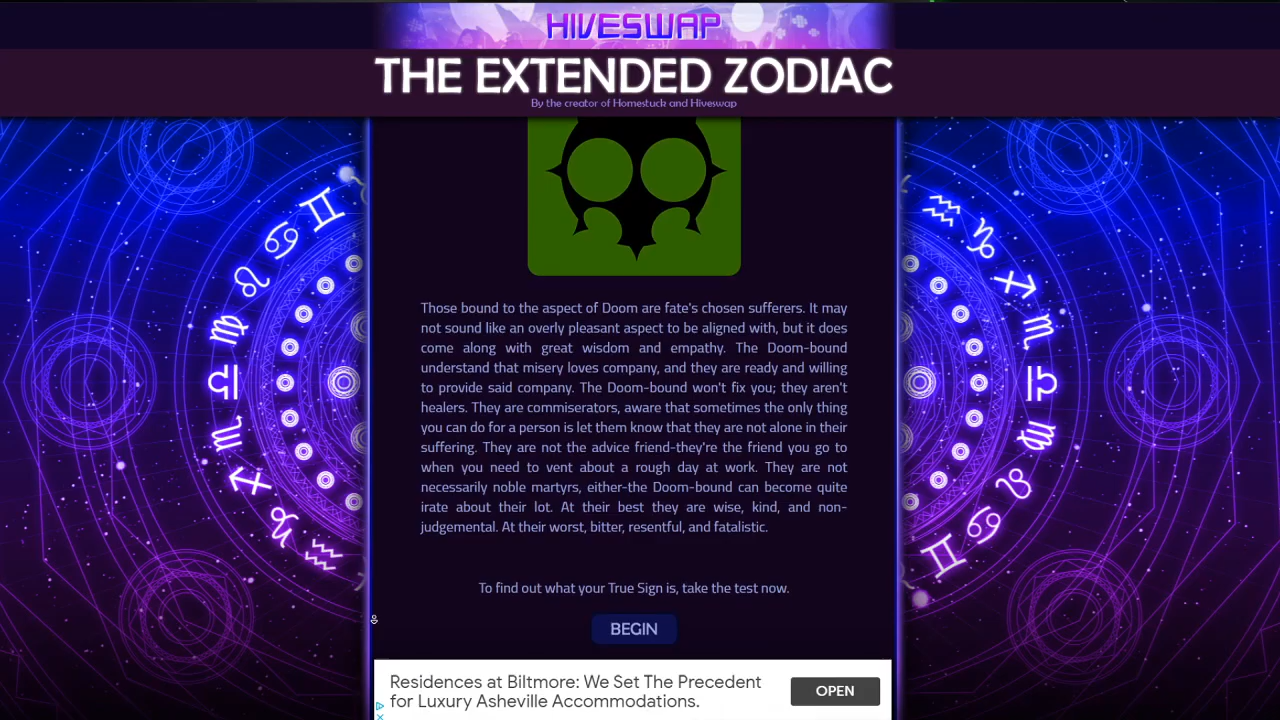 HIVESWAP
THE EXTENDED ZODIAC
By the creator of Homestuck and Hiveswap
Those bound to the aspect of Doom are fate's chosen sufferers. It may
not sound like an overly pleasant aspect to be aligned with, but it does
come along with great wisdom and empathy. The Doom-bound
understand that misery loves company, and they are ready and willing
to provide said company. The Doom-bound won't fix you; they aren't
healers. They are commiserators, aware that sometimes the only thing
you can do for a person is let them know that they are not alone in their
suffering. They are not the advice friend-they're the friend you go to
when you need to vent about a rough day at work. They are not
necessarily noble martyrs, either-the Doom-bound can become quite
irate about their lot. At their best they are wise, kind, and non-
judgemental. At their worst, bitter, resentful, and fatalistic.
To find out what your True Sign is, take the test now.
BEGIN
Residences at Biltmore: We Set The Precedent
for Luxury Asheville Accommodations.
OPEN